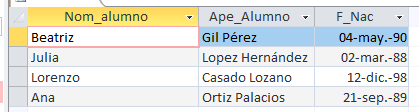 Nom_alumno Ape_Alumno F_Nac
Beatriz Gil Pérez 04-may.-90
Julia Lopez Hernández 02-mar.-88
Lorenzo Casado Lozano 12-dic.-98
Ana Ortiz Palacios 21-sep.-89